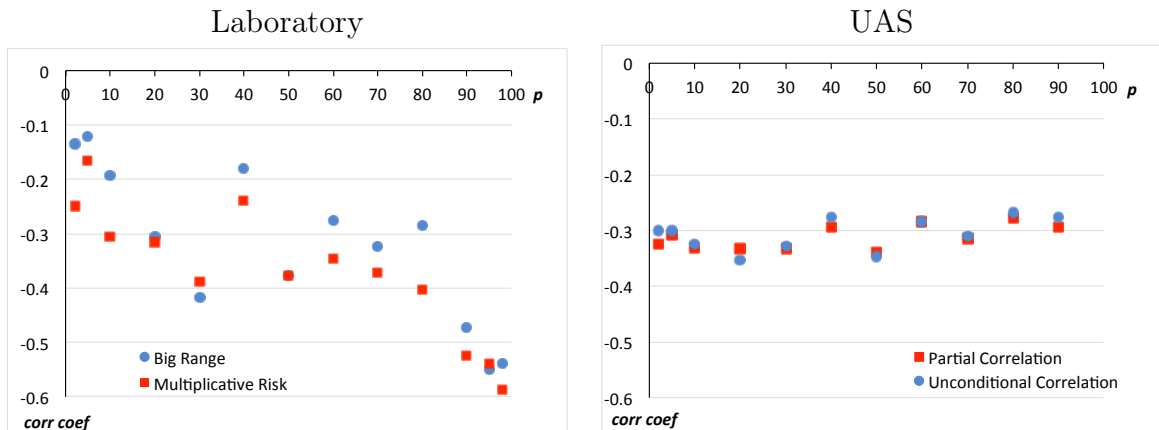 Laboratory
0
0 10 20 30 40 50 60 70 80 90 100 p
-0.1
-0.2
-0.3
-0.4
-0.5
-0.6
Big Range
Multiplicative Risk
corr coef
UAS
0
0 10 20 30 40 50 60 70 80 90 100 p
-0.1
-0.2
-0.3
-0.4
-0.5
-0.6
Partial Correlation
Unconditional Correlation
corr coef